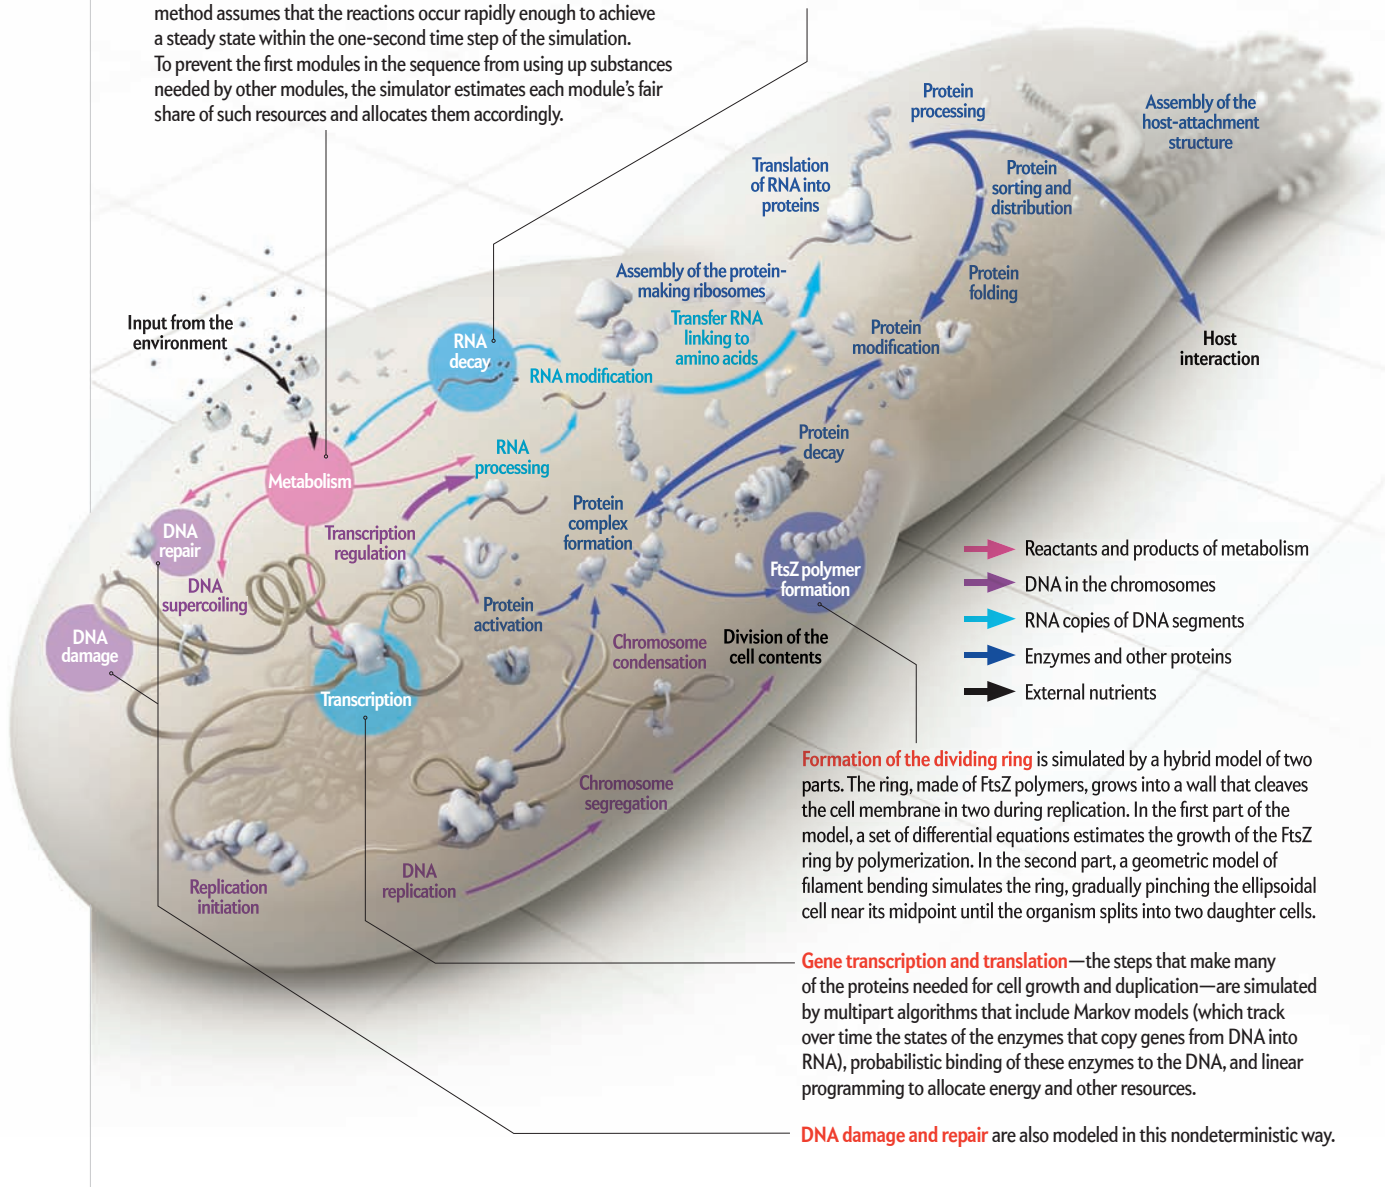 method assumes that the reactions occur rapidly enough to achieve
a steady state within the one-second time step of the simulation.
To prevent the first modules in the sequence from using up substances
needed by other modules, the simulator estimates each module's fair
share of such resources and allocates them accordingly.
Protein
processing
Assembly of the
host-attachment
structure
Translation
of RNA into
proteins
Protein
sorting and
distribution
Assembly of the protein-
making ribosomes
Protein
folding
Transfer RNA
linking to
amino acids
Input from the
environment
RNA
decay
RNA modification
Protein
modification
Host
interaction
Protein
decay
RNA
processing
Metabolism
Transcription
regulation
Protein
complex
formation
DNA
repair
DNA
supercoiling
FtsZ polymer
formation
Protein
activation
DNA
damage
Chromosome
condensation
Division of the
cell contents
Transcription
Chromosome
segregation
DNA
replication
Replication
initiation
Reactants and products of metabolism
DNA in the chromosomes
RNA copies of DNA segments
Enzymes and other proteins
External nutrients
Formation of the dividing ring is simulated by a hybrid model of two
parts. The ring, made of FtsZ polymers, grows into a wall that cleaves
the cell membrane in two during replication. In the first part of the
model, a set of differential equations estimates the growth of the FtsZ
ring by polymerization. In the second part, a geometric model of
filament bending simulates the ring, gradually pinching the ellipsoidal
cell near its midpoint until the organism splits into two daughter cells.
Gene transcription and translation—the steps that make many
of the proteins needed for cell growth and duplication—are simulated
by multipart algorithms that include Markov models (which track
over time the states of the enzymes that copy genes from DNA into
RNA), probabilistic binding of these enzymes to the DNA, and linear
programming to allocate energy and other resources.
DNA damage and repair are also modeled in this nondeterministic way.